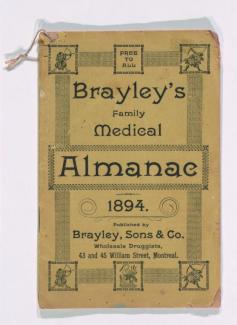 FREE
TO
ALL
Brayley's
Family
Medical
Almanac
1894.
Published by
Brayley, Sons & Co.
Wholesale Druggists,
43 and 45 William Street, Montreal.